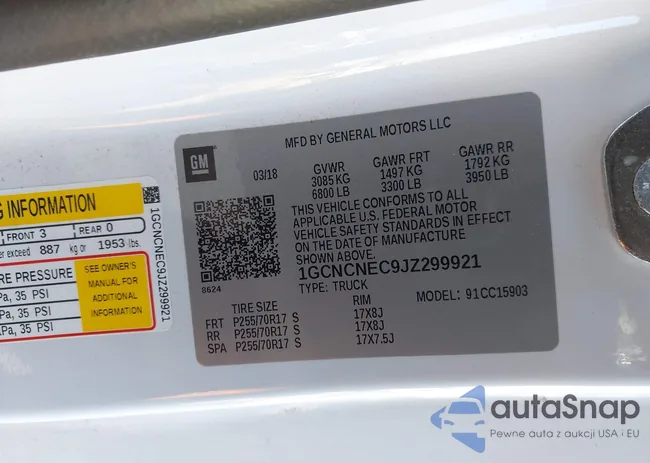 MFD BY GENERAL MOTORS LLC
GM
03/18
GVWR
3085 KG
6800 LB
GAWR FRT
1497 KG
3300 LB
GAWR RR
1792 KG
3950 LB
THIS VEHICLE CONFORMS TO ALL
APPLICABLE U.S. FEDERAL MOTOR
VEHICLE SAFETY STANDARDS IN EFFECT
ON THE DATE OF MANUFACTURE
SHOWN ABOVE.
1GCNCNEC9JZ299921
TYPE: TRUCK
MODEL: 91CC15903
8624
TIRE SIZE RIM
FRT P255/70R17 S 17X8J
RR P255/70R17 S 17X8J
SPA P255/70R17 S 17X7.5J
G INFORMATION
FRONT 3 REAR 0
exceed 887 kg or 1953 lbs.
RE PRESSURE
Pa, 35 PSI
Pa, 35 PSI
kPa, 35 PSI
SEE OWNER'S
MANUAL FOR
ADDITIONAL
INFORMATION
1GCNCNEC9JZ299921
autaSnap
Pewne auta z aukcji USA i EU